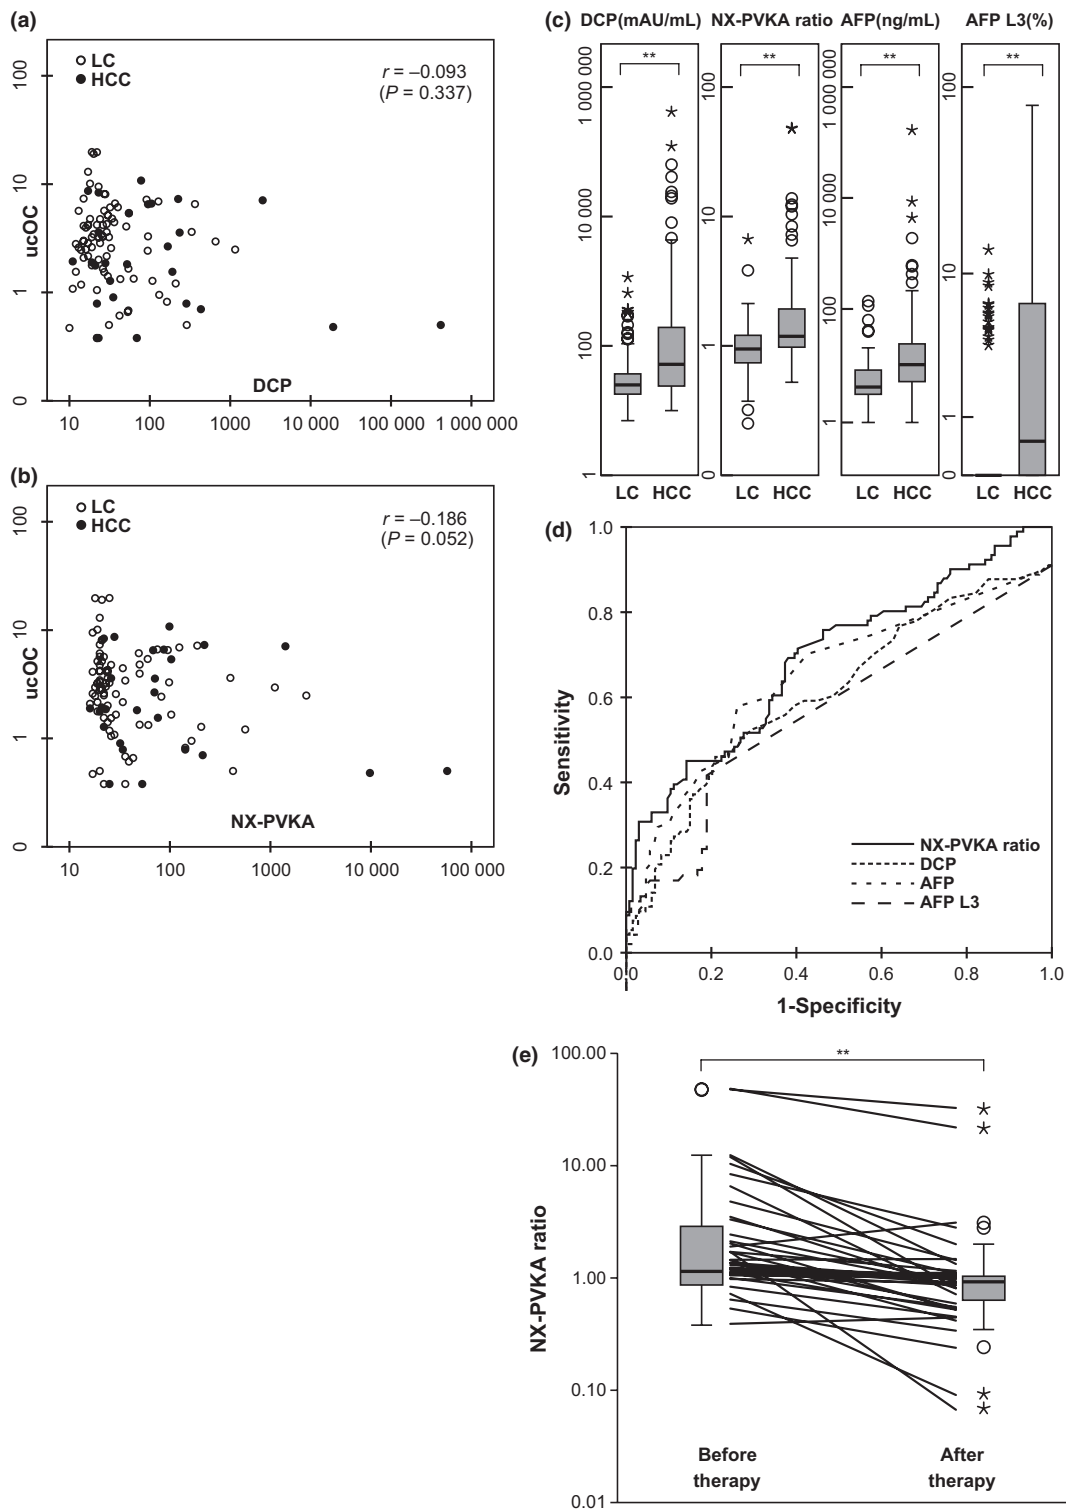 (a)
LC
HCC
r = –0.093
(P = 0.337)
100
10
1
0
ucOC
DCP
10 100 1000 10 000 100 000 1 000 000
(b)
LC
HCC
r = –0.186
(P = 0.052)
100
10
1
0
ucOC
NX-PVKA
10 100 1000 10 000 100 000
(c)
DCP(mAU/mL) NX-PVKA ratio AFP(ng/mL) AFP L3(%)
** ** ** **
1 000 000
10 000
100
1
100
10
1
0
1 000 000
10 000
100
1
100
10
1
0
LC HCC LC HCC LC HCC LC HCC
(d)
1.0
0.8
0.6
0.4
0.2
0.0
Sensitivity
NX-PVKA ratio
DCP
AFP
AFP L3
0.0 0.2 0.4 0.6 0.8 1.0
1-Specificity
(e)
**
100.00
10.00
1.00
0.10
0.01
NX-PVKA ratio
Before therapy
After therapy